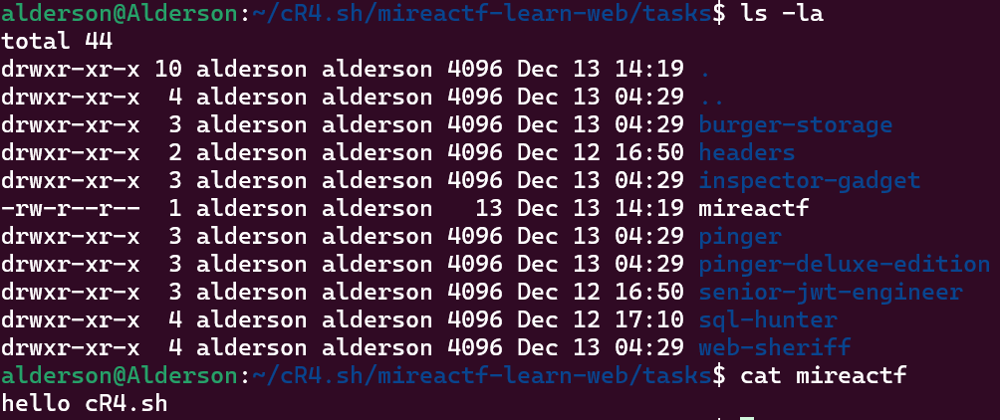 alderson@Alderson:~/cR4.sh/mireactf-learn-web/tasks$ ls -la
total 44
drwxr-xr-x 10 alderson alderson 4096 Dec 13 14:19 .
drwxr-xr-x  4 alderson alderson 4096 Dec 13 04:29 ..
drwxr-xr-x  3 alderson alderson 4096 Dec 13 04:29 burger-storage
drwxr-xr-x  2 alderson alderson 4096 Dec 12 16:50 headers
drwxr-xr-x  3 alderson alderson 4096 Dec 13 04:29 inspector-gadget
-rw-r--r--  1 alderson alderson   13 Dec 13 14:19 mireactf
drwxr-xr-x  3 alderson alderson 4096 Dec 13 04:29 pinger
drwxr-xr-x  3 alderson alderson 4096 Dec 13 04:29 pinger-deluxe-edition
drwxr-xr-x  3 alderson alderson 4096 Dec 12 16:50 senior-jwt-engineer
drwxr-xr-x  4 alderson alderson 4096 Dec 12 17:10 sql-hunter
drwxr-xr-x  4 alderson alderson 4096 Dec 13 04:29 web-sheriff
alderson@Alderson:~/cR4.sh/mireactf-learn-web/tasks$ cat mireactf
hello cR4.sh